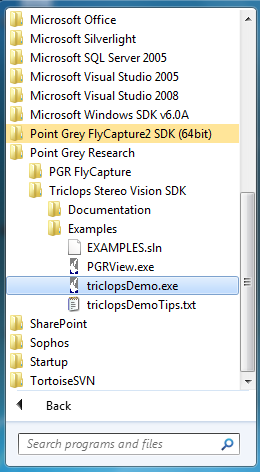 Microsoft Office
Microsoft Silverlight
Microsoft SQL Server 2005
Microsoft Visual Studio 2005
Microsoft Visual Studio 2008
Microsoft Windows SDK v6.0A
Point Grey FlyCapture2 SDK (64bit)
Point Grey Research
PGR FlyCapture
Triclops Stereo Vision SDK
Documentation
Examples
EXAMPLES.sln
PGRView.exe
triclopsDemo.exe
triclopsDemoTips.txt
SharePoint
Sophos
Startup
TortoiseSVN
Back
Search programs and files